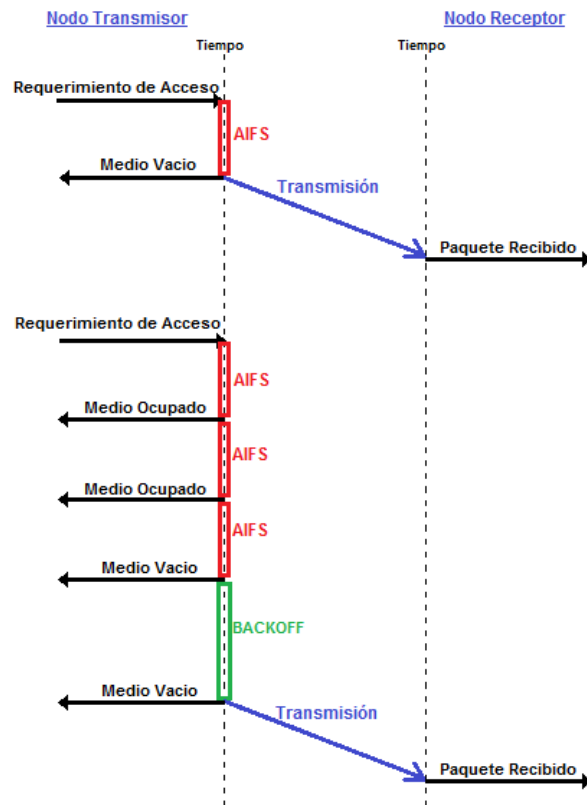 Nodo Transmisor
Nodo Receptor
Tiempo
Tiempo
Requerimiento de Acceso
AIFS
Medio Vacio
Transmisión
Paquete Recibido
Requerimiento de Acceso
AIFS
Medio Ocupado
AIFS
Medio Ocupado
AIFS
Medio Vacio
BACKOFF
Medio Vacio
Transmisión
Paquete Recibido